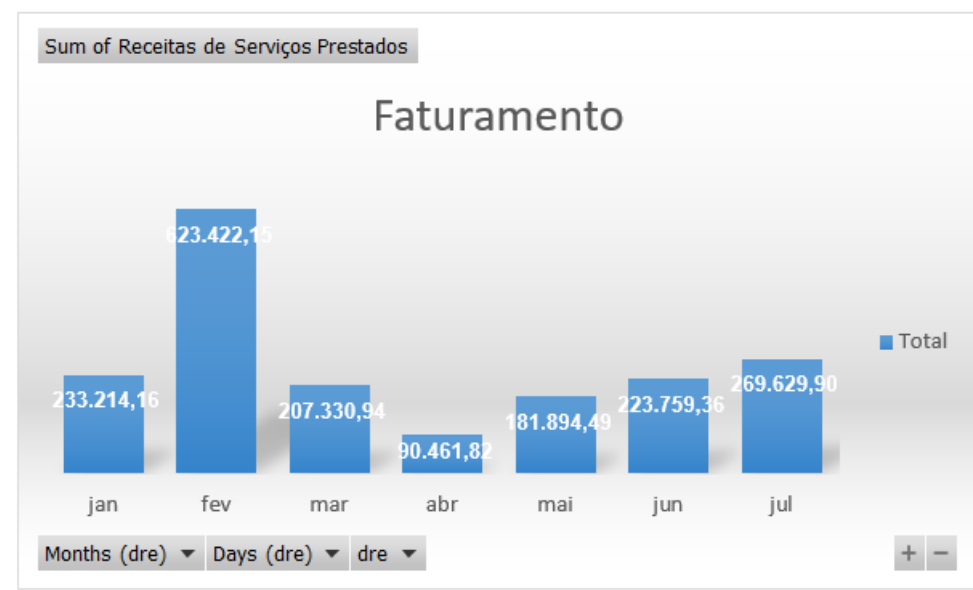 Sum of Receitas de Serviços Prestados
Faturamento
623.422,15
Total
269.629,90
233.214,16
223.759,36
207.330,94
181.894,49
90.461,82
jan fev mar abr mai jun jul
Months (dre) Days (dre) dre + −